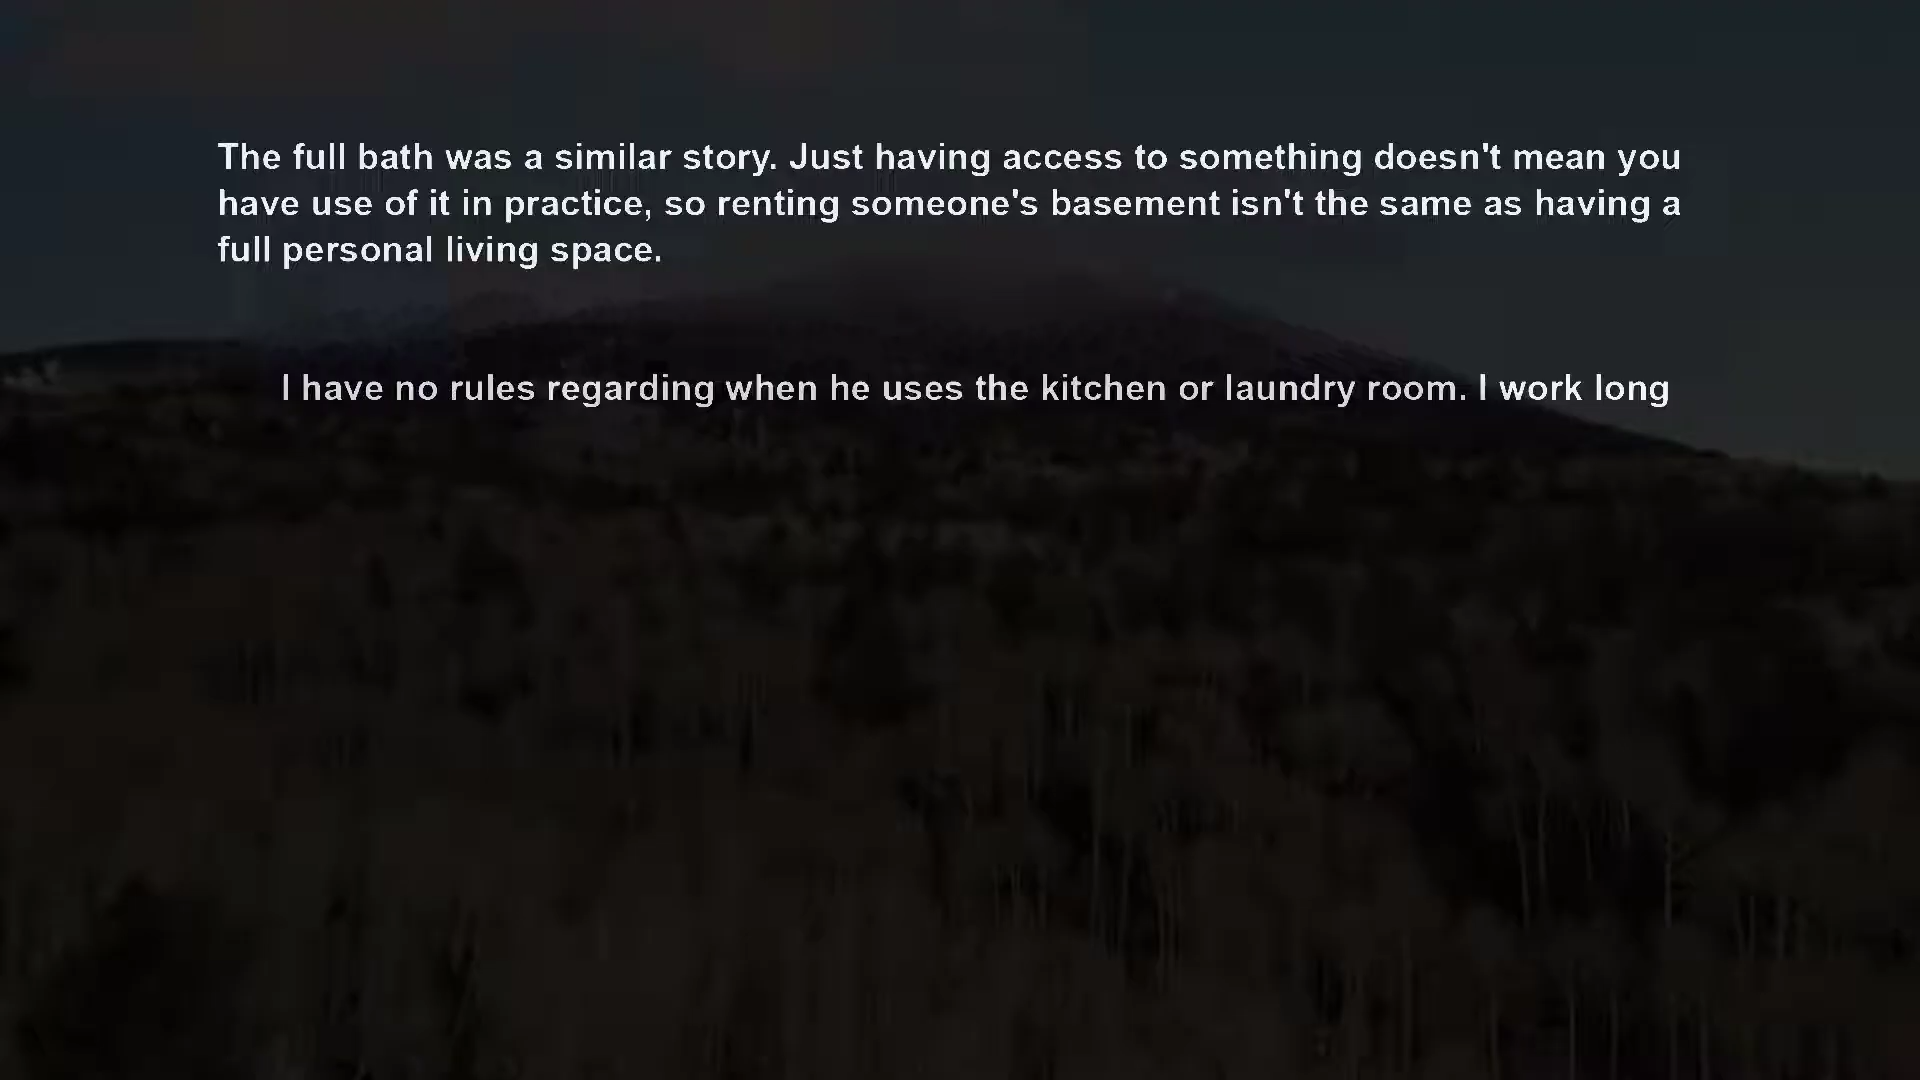 The full bath was a similar story. Just having access to something doesn't mean you
have use of it in practice, so renting someone's basement isn't the same as having a
full personal living space.
I have no rules regarding when he uses the kitchen or laundry room. I work long